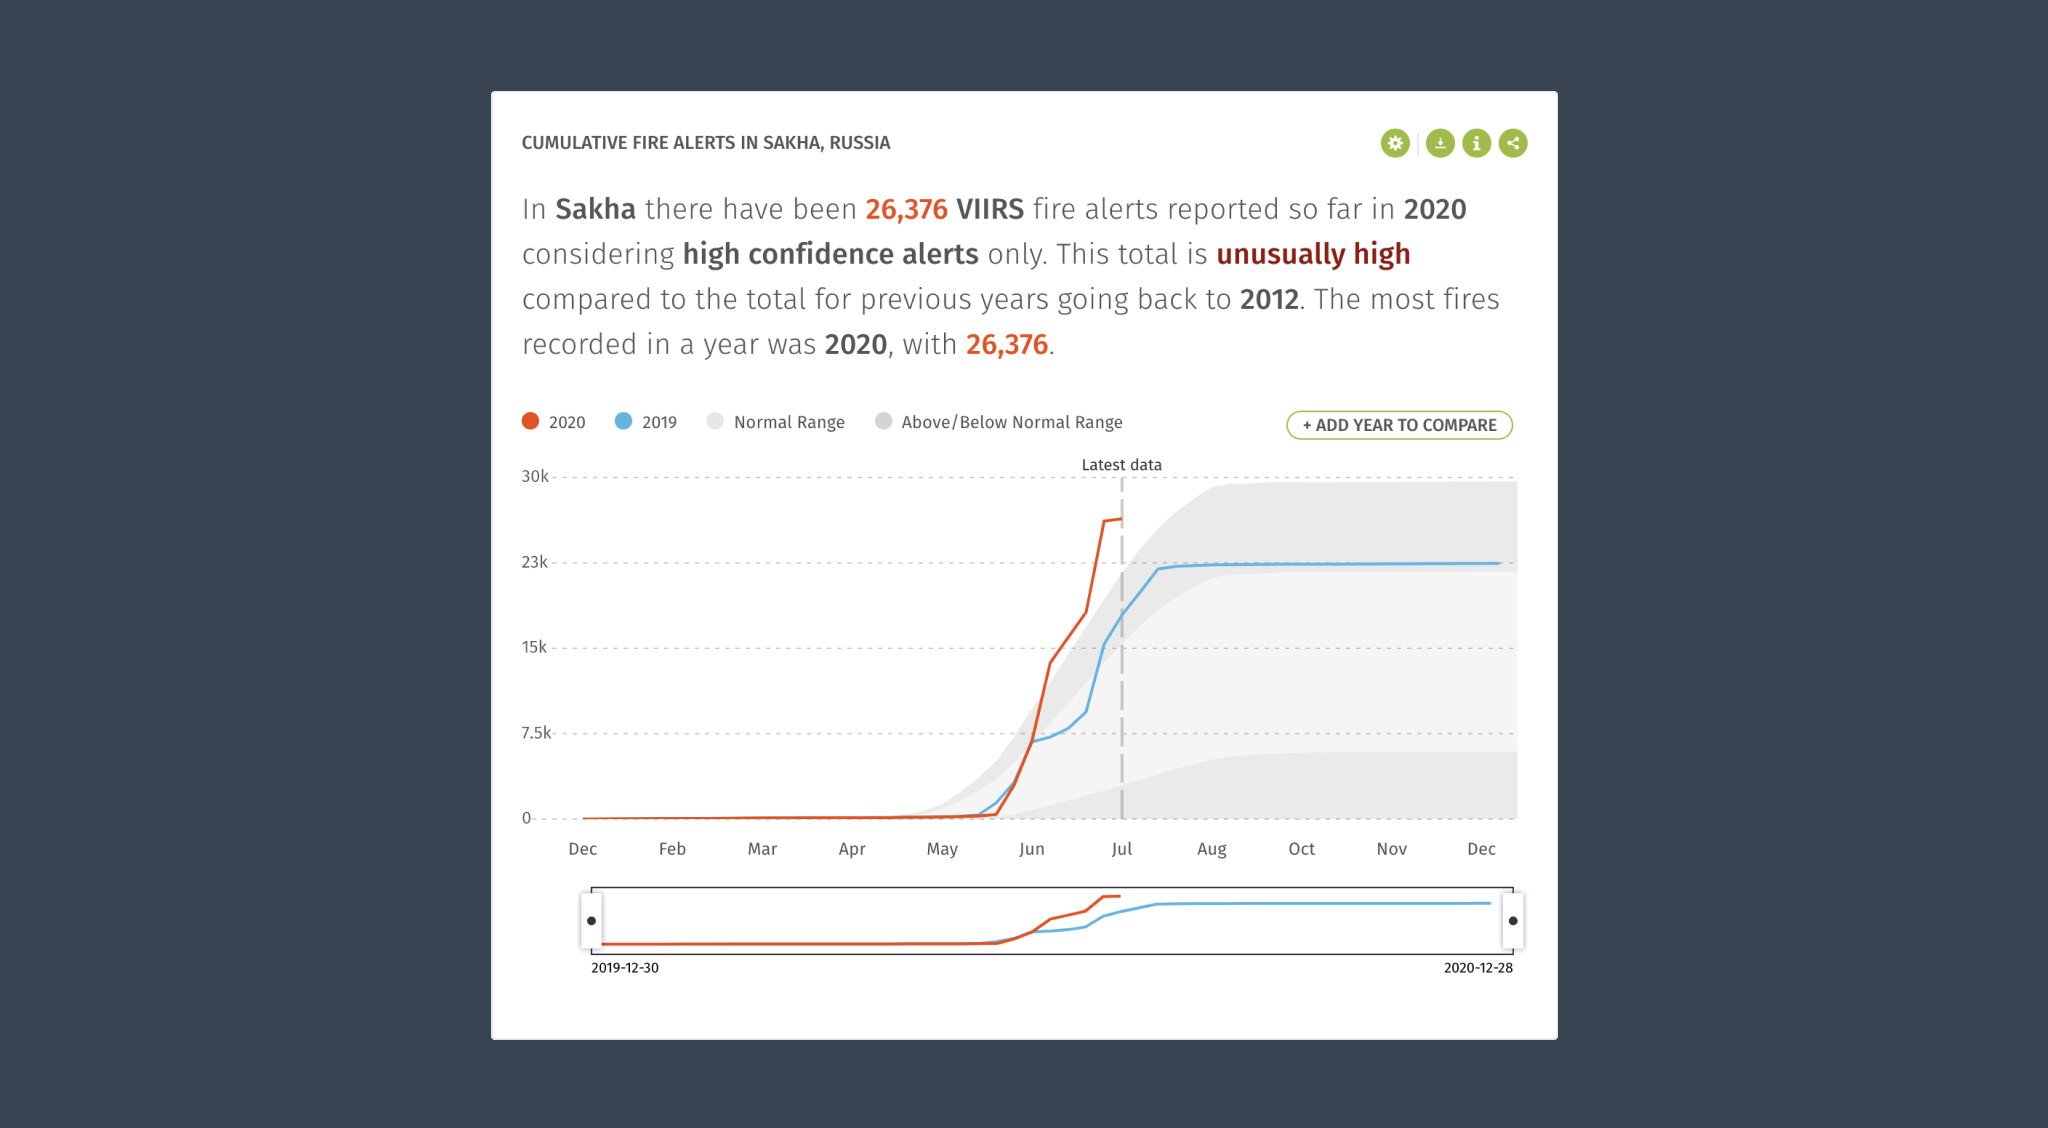 CUMULATIVE FIRE ALERTS IN SAKHA, RUSSIA
In Sakha there have been 26,376 VIIRS fire alerts reported so far in 2020
considering high confidence alerts only. This total is unusually high
compared to the total for previous years going back to 2012. The most fires
recorded in a year was 2020, with 26,376.
2020 2019 Normal Range Above/Below Normal Range
+ ADD YEAR TO COMPARE
Latest data
30k
23k
15k
7.5k
0
Dec Feb Mar Apr May Jun Jul Aug Oct Nov Dec
2019-12-30 2020-12-28